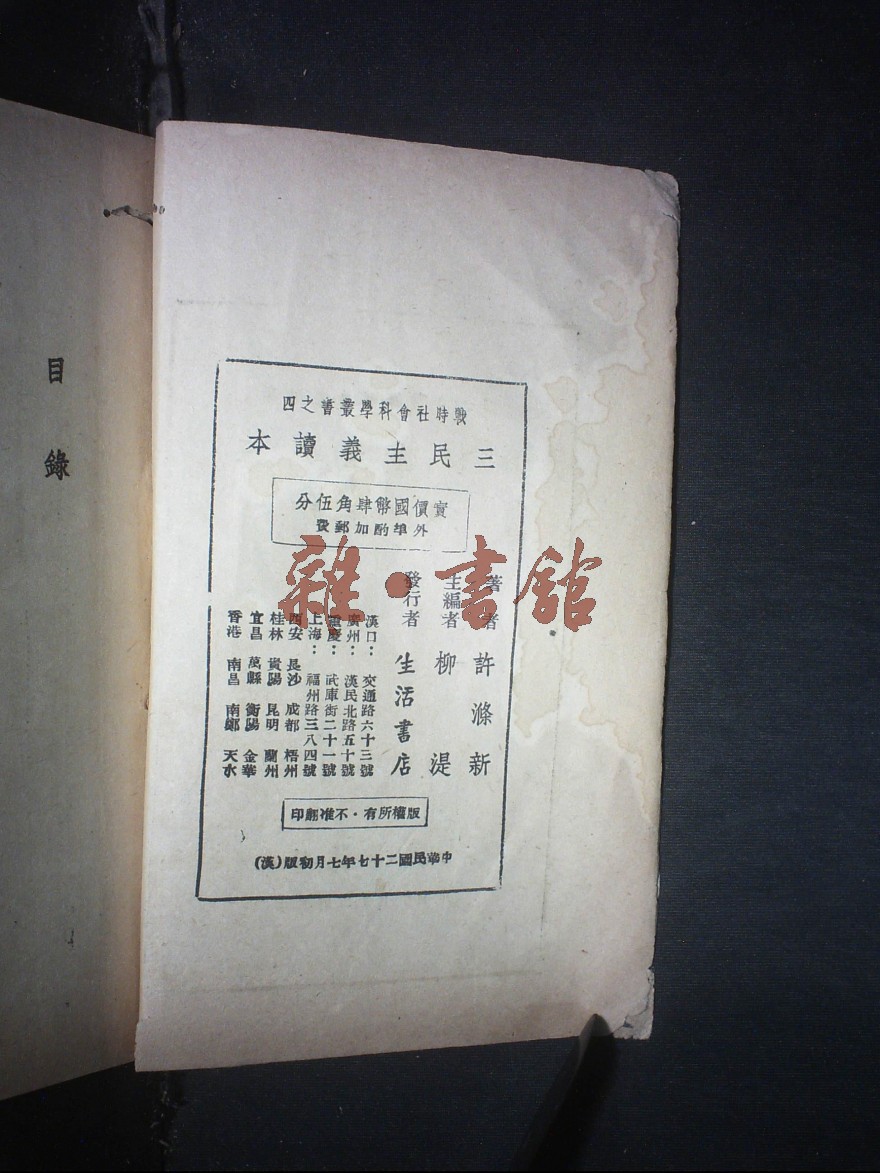 戰時社會科學叢書之四
三民主義讀本
實價國幣肆角伍分
外埠酌加郵費
著者 許滌新
主編者 柳湜
發行者 生活書店
漢口：交通路六十三號
廣州：漢民北路五十號
重慶：武庫街二十一號
上海：福州路三八四號
西安 長沙 成都 梧州
桂林 貴陽 昆明 蘭州
宜昌 萬縣 衡陽 金華
香港 南昌 南鄭 天水
版權所有・不准翻印
中華民國二十七年七月初版（漢）
目錄
雜・書館